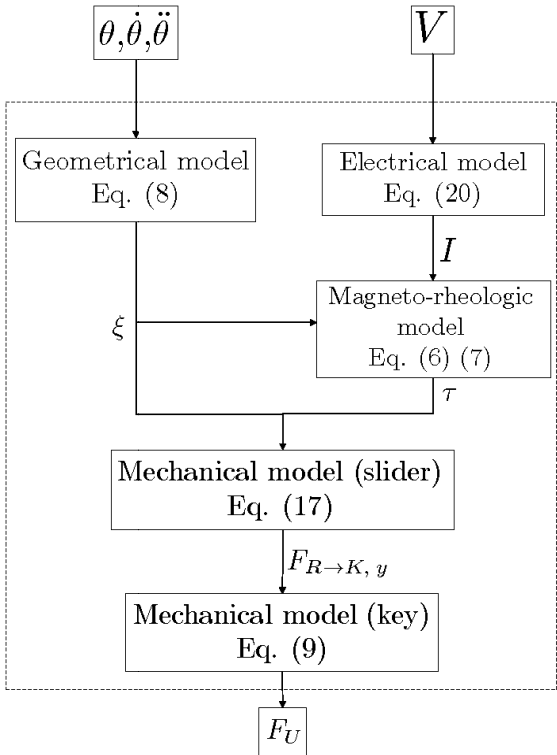 θ,θ̇,θ̈
V
Geometrical model
Eq. (8)
Electrical model
Eq. (20)
I
Magneto-rheologic
model
Eq. (6) (7)
ξ
τ
Mechanical model (slider)
Eq. (17)
F_{R→K, y}
Mechanical model (key)
Eq. (9)
F_U